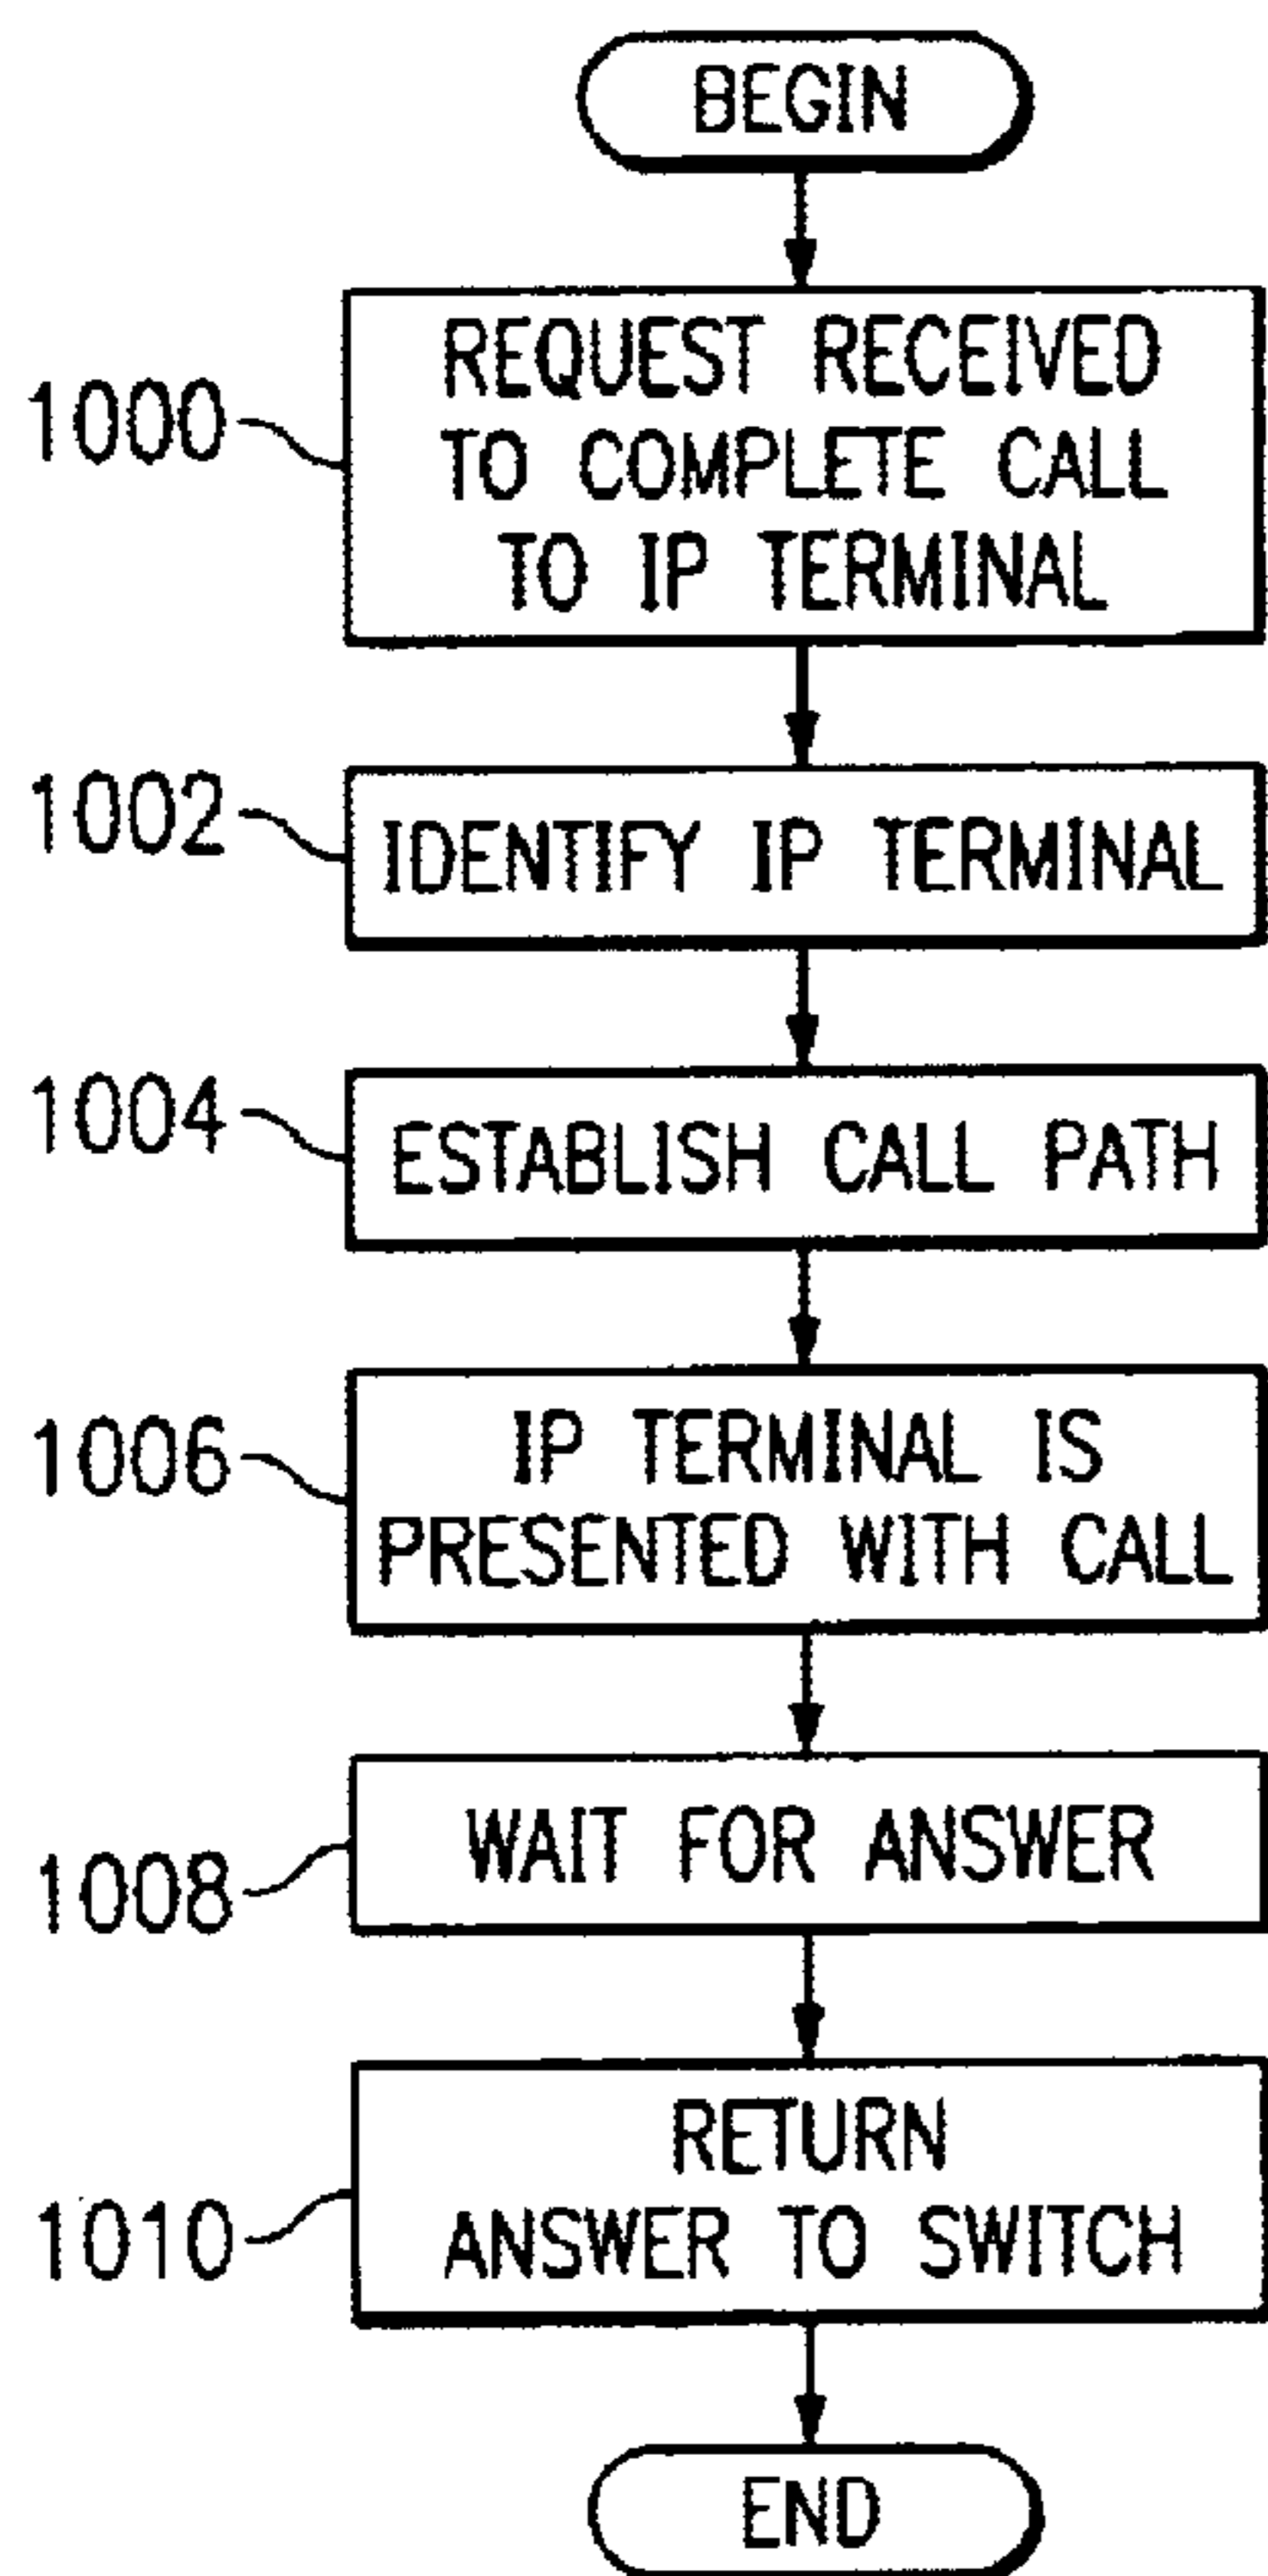 BEGIN
1000
REQUEST RECEIVED
TO COMPLETE CALL
TO IP TERMINAL
1002
IDENTIFY IP TERMINAL
1004
ESTABLISH CALL PATH
1006
IP TERMINAL IS
PRESENTED WITH CALL
1008
WAIT FOR ANSWER
1010
RETURN
ANSWER TO SWITCH
END